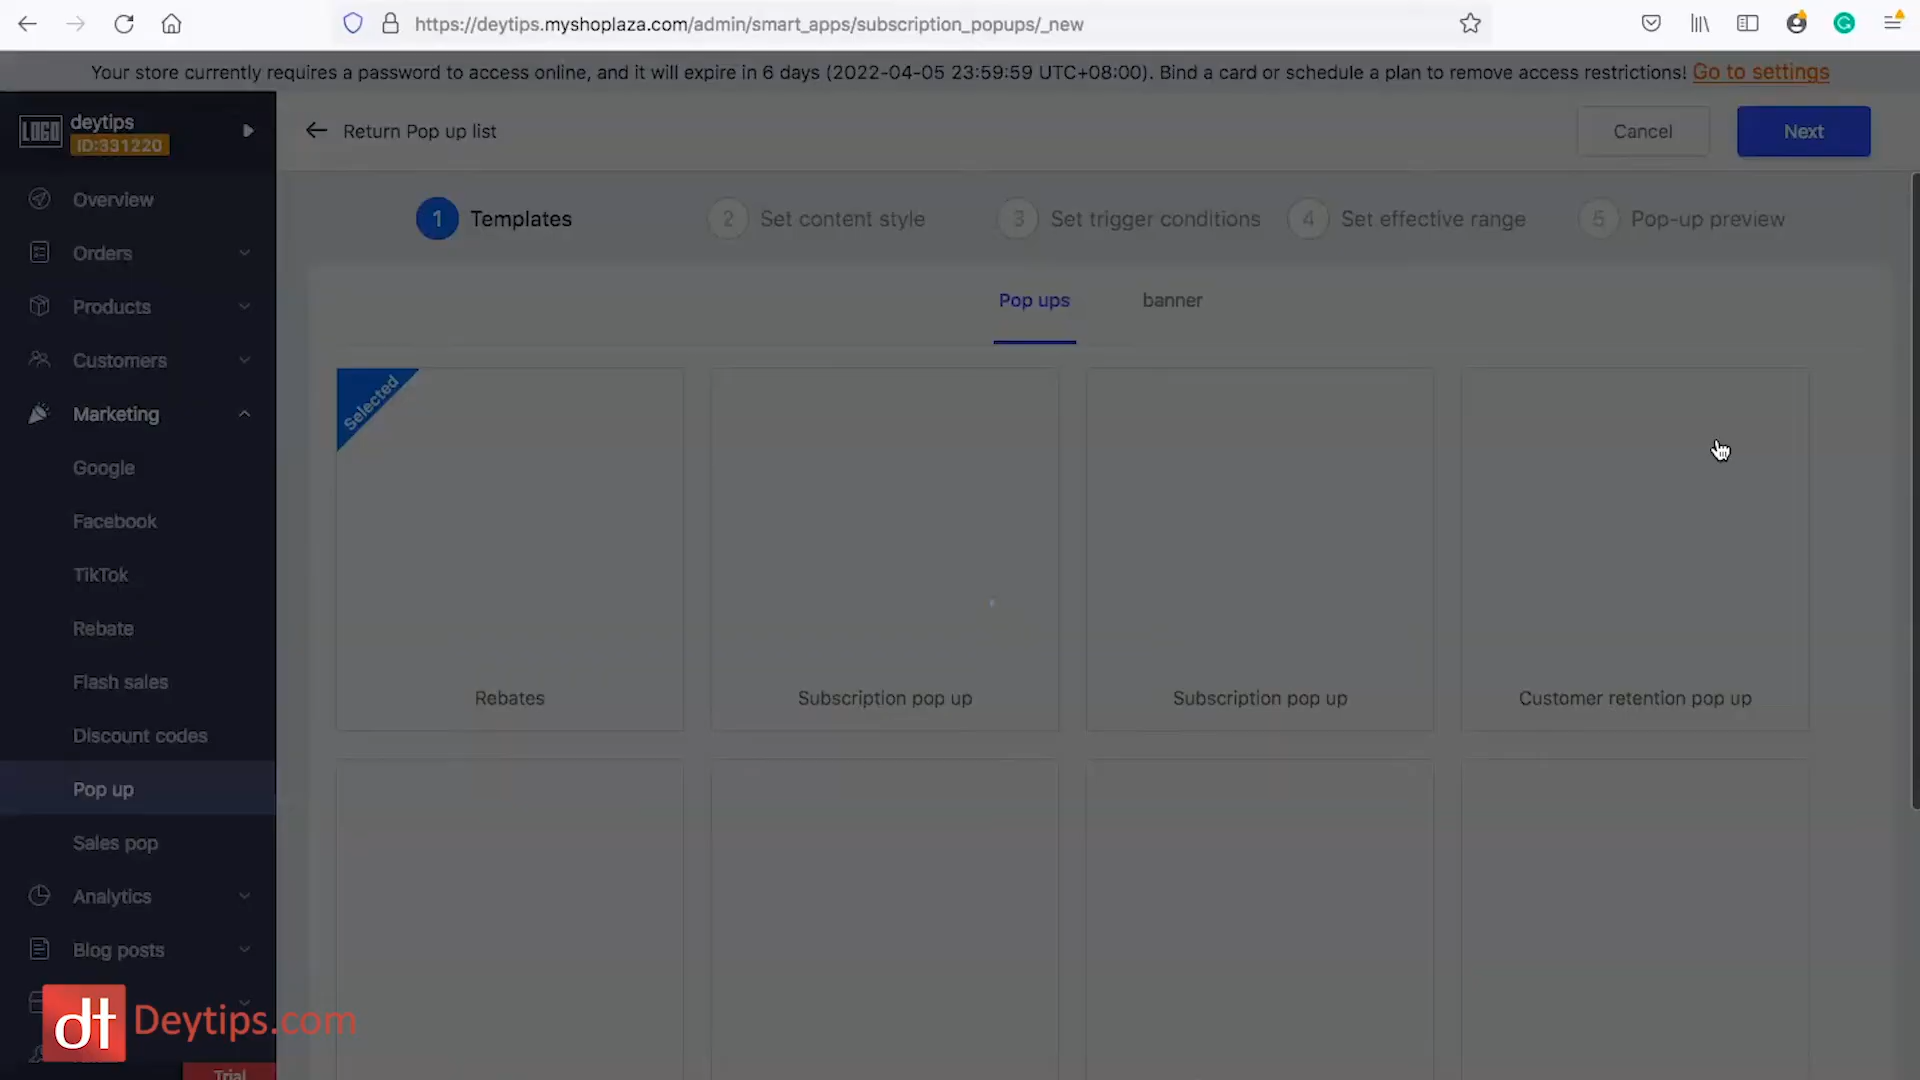 https://deytips.myshoplaza.com/admin/smart_apps/subscription_popups/_new
Your store currently requires a password to access online, and it will expire in 6 days (2022-04-05 23:59:59 UTC+08:00). Bind a card or schedule a plan to remove access restrictions! Go to settings
LOGO
deytips
ID:331220
Return Pop up list
Cancel
Next
Overview
Orders
Products
Customers
Marketing
Google
Facebook
TikTok
Rebate
Flash sales
Discount codes
Pop up
Sales pop
Analytics
Blog posts
1 Templates
2 Set content style
3 Set trigger conditions
4 Set effective range
5 Pop-up preview
Pop ups
banner
Selected
Rebates
Subscription pop up
Subscription pop up
Customer retention pop up
dt Deytips.com
Trial